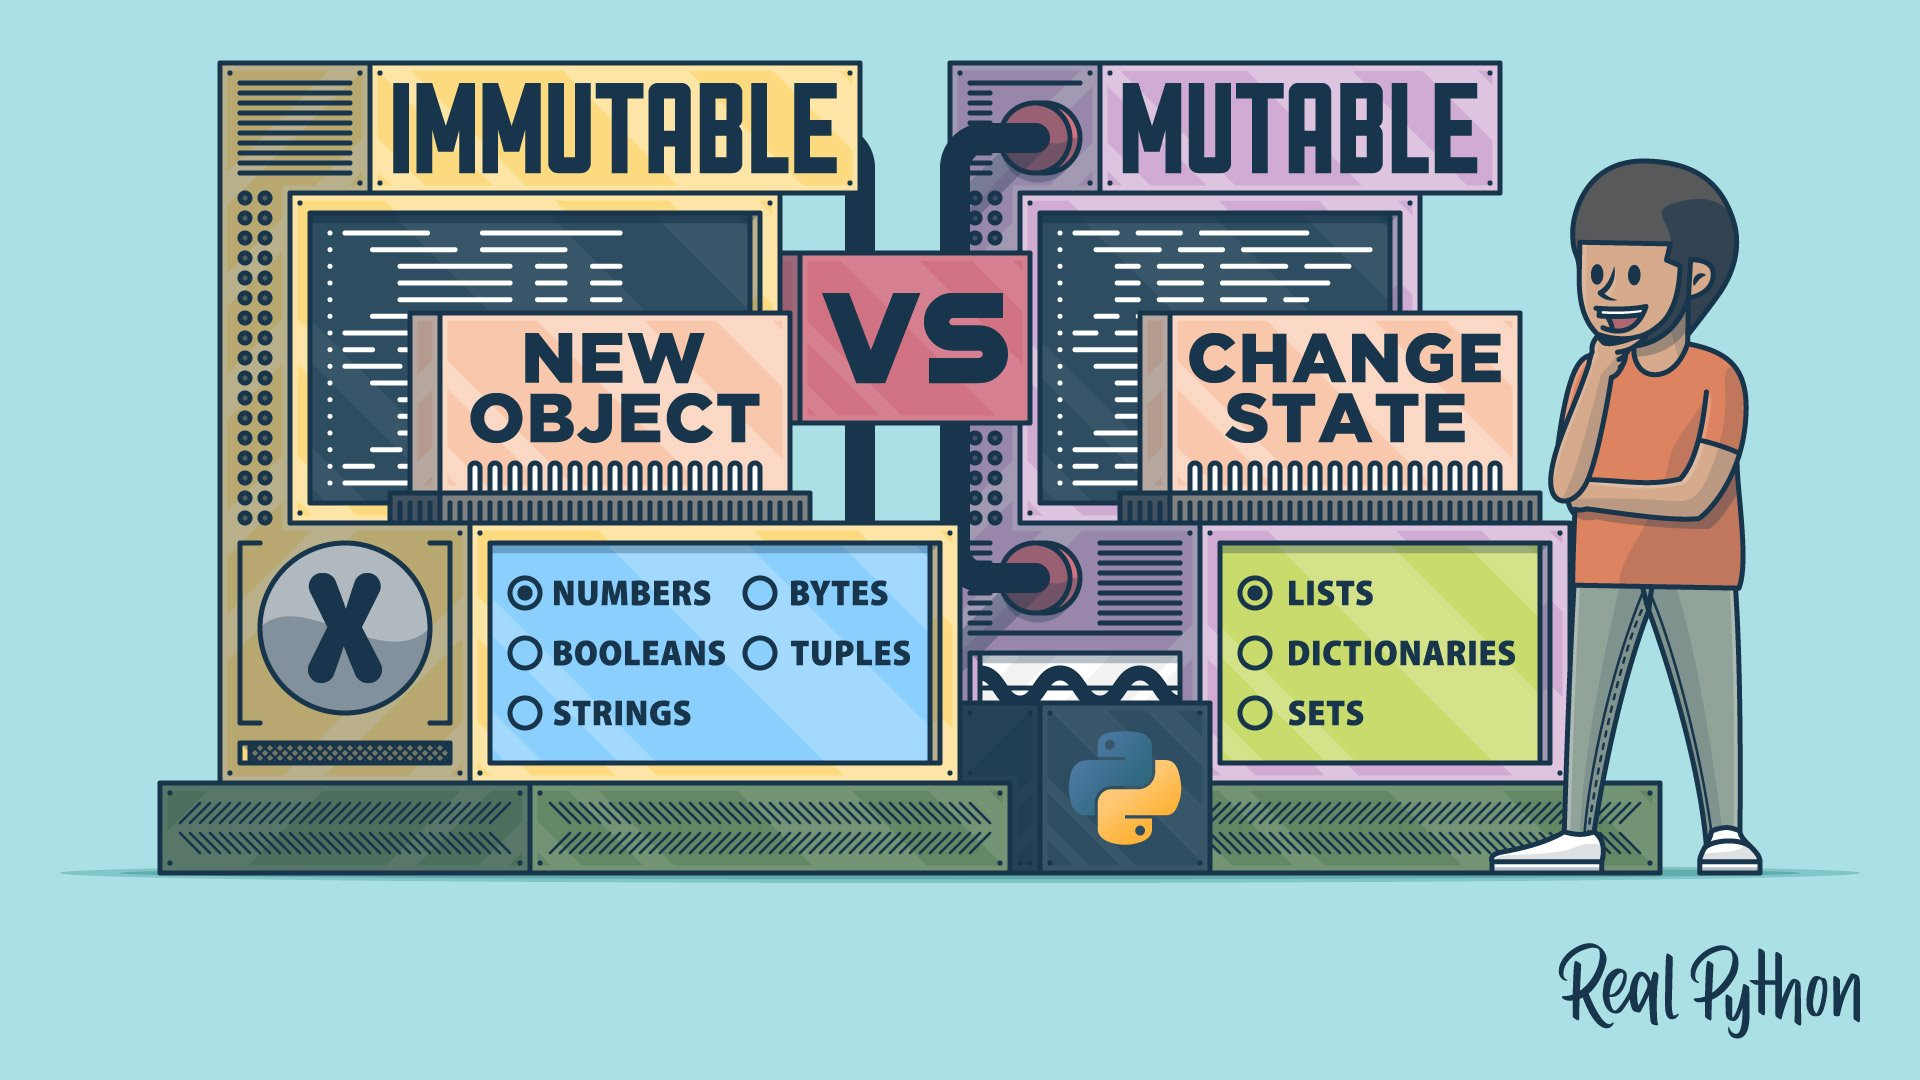 IMMUTABLE
VS
MUTABLE
NEW
OBJECT
CHANGE
STATE
X
NUMBERS
BOOLEANS
STRINGS
BYTES
TUPLES
LISTS
DICTIONARIES
SETS
Real Python